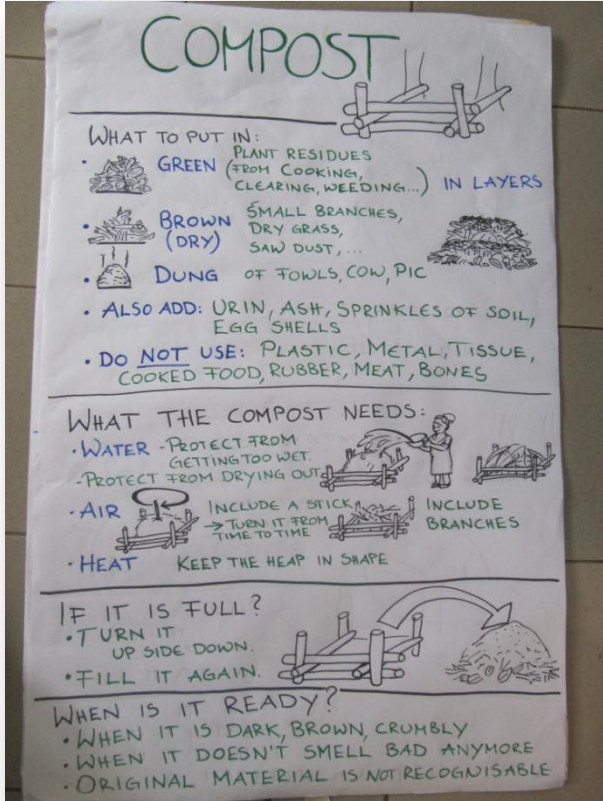 COMPOST
WHAT TO PUT IN:
• GREEN (PLANT RESIDUES
FROM COOKING,
CLEARING, WEEDING...) IN LAYERS
• BROWN SMALL BRANCHES,
(DRY) DRY GRASS,
SAW DUST, ...
• DUNG OF FOWLS, COW, PIC
• ALSO ADD: URIN, ASH, SPRINKLES OF SOIL,
EGG SHELLS
• DO NOT USE: PLASTIC, METAL, TISSUE,
COOKED FOOD, RUBBER, MEAT, BONES
WHAT THE COMPOST NEEDS:
• WATER - PROTECT FROM
GETTING TOO WET.
- PROTECT FROM DRYING OUT
• AIR INCLUDE A STICK INCLUDE
→ TURN IT FROM BRANCHES
TIME TO TIME
• HEAT KEEP THE HEAP IN SHAPE
IF IT IS FULL?
• TURN IT
UP SIDE DOWN.
• FILL IT AGAIN.
WHEN IS IT READY?
• WHEN IT IS DARK, BROWN, CRUMBLY
• WHEN IT DOESN'T SMELL BAD ANYMORE
• ORIGINAL MATERIAL IS NOT RECOGNISABLE